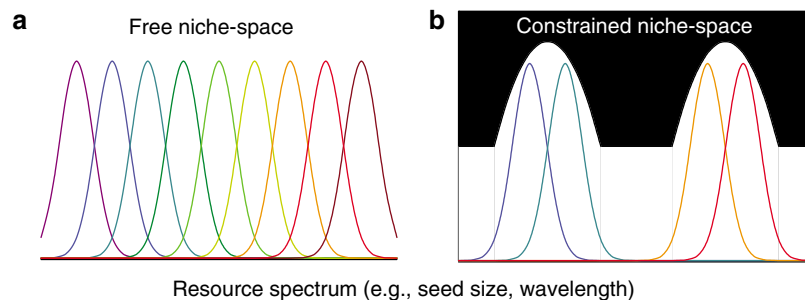 a
Free niche-space
b
Constrained niche-space
Resource spectrum (e.g., seed size, wavelength)